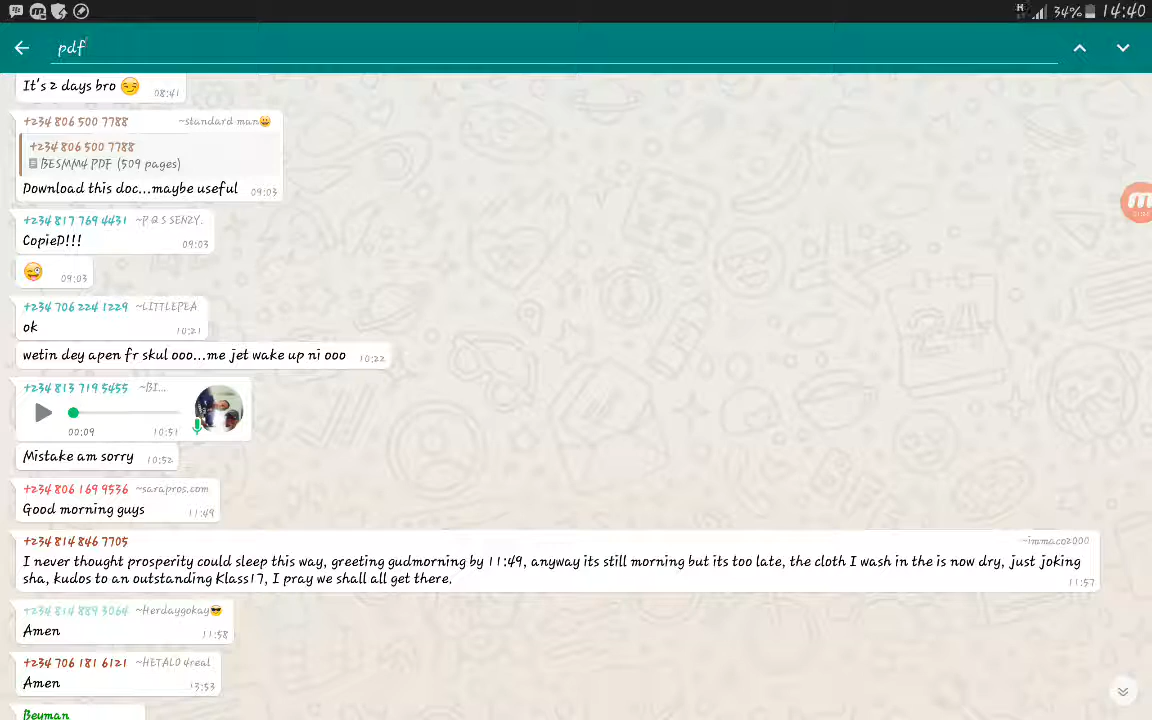 34% 14:40
pdf
It's 2 days bro 😏 08:41
+234 806 500 7788 ~standard man😀
+234 806 500 7788
BESMM4 PDF (509 pages)
Download this doc...maybe useful 09:03
+234 817 769 4431 ~P Q S SENZY.
CopieD!!! 09:03
😜 09:03
+234 706 224 1229 ~LITTLEPEA
ok 10:21
wetin dey apen fr skul ooo...me jet wake up ni ooo 10:22
+234 813 719 5455 ~BI...
00:09 10:51
Mistake am sorry 10:52
+234 806 169 9536 ~sarapros.com
Good morning guys 11:49
+234 814 846 7705 ~immaco2000
I never thought prosperity could sleep this way, greeting gudmorning by 11:49, anyway its still morning but its too late, the cloth I wash in the is now dry, just joking
sha, kudos to an outstanding Klass17, I pray we shall all get there. 11:57
+234 814 889 3064 ~Herdaygokay😎
Amen 11:58
+234 706 181 6121 ~HETALO 4real
Amen 13:53
Beyman